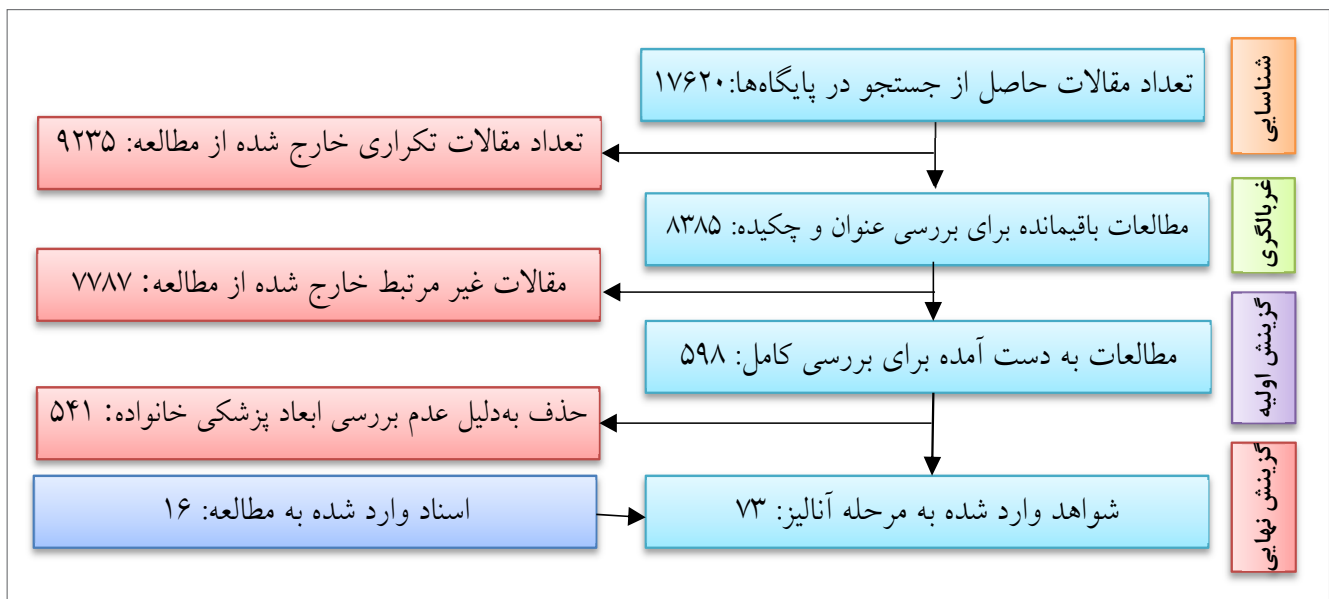 شناسایی
تعداد مقالات حاصل از جستجو در پایگاه‌ها: ۱۷۶۲۰
تعداد مقالات تکراری خارج شده از مطالعه: ۹۲۳۵
غربالگری
مطالعات باقیمانده برای بررسی عنوان و چکیده: ۸۳۸۵
مقالات غیر مرتبط خارج شده از مطالعه: ۷۷۸۷
گزینش اولیه
مطالعات به دست آمده برای بررسی کامل: ۵۹۸
حذف به‌دلیل عدم بررسی ابعاد پزشکی خانواده: ۵۴۱
گزینش نهایی
شواهد وارد شده به مرحله آنالیز: ۷۳
اسناد وارد شده به مطالعه: ۱۶